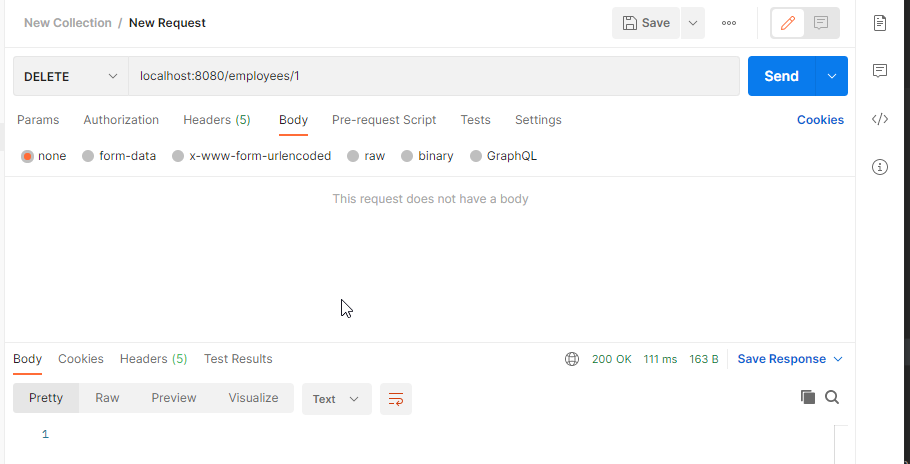 New Collection / New Request
Save
DELETE
localhost:8080/employees/1
Send
Params Authorization Headers (5) Body Pre-request Script Tests Settings Cookies
none form-data x-www-form-urlencoded raw binary GraphQL
This request does not have a body
Body Cookies Headers (5) Test Results 200 OK 111 ms 163 B Save Response
Pretty Raw Preview Visualize Text
1